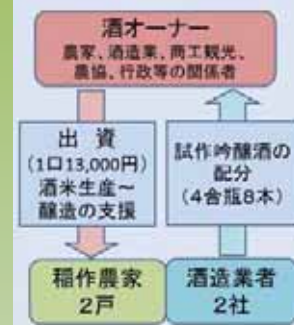 酒オーナー
農家、酒造業、商工観光、
農協、行政等の関係者
出 資
(1口13,000円)
酒米生産～
醸造の支援
試作吟醸酒の
配分
(4合瓶8本)
稲作農家
2戸
酒造業者
2社